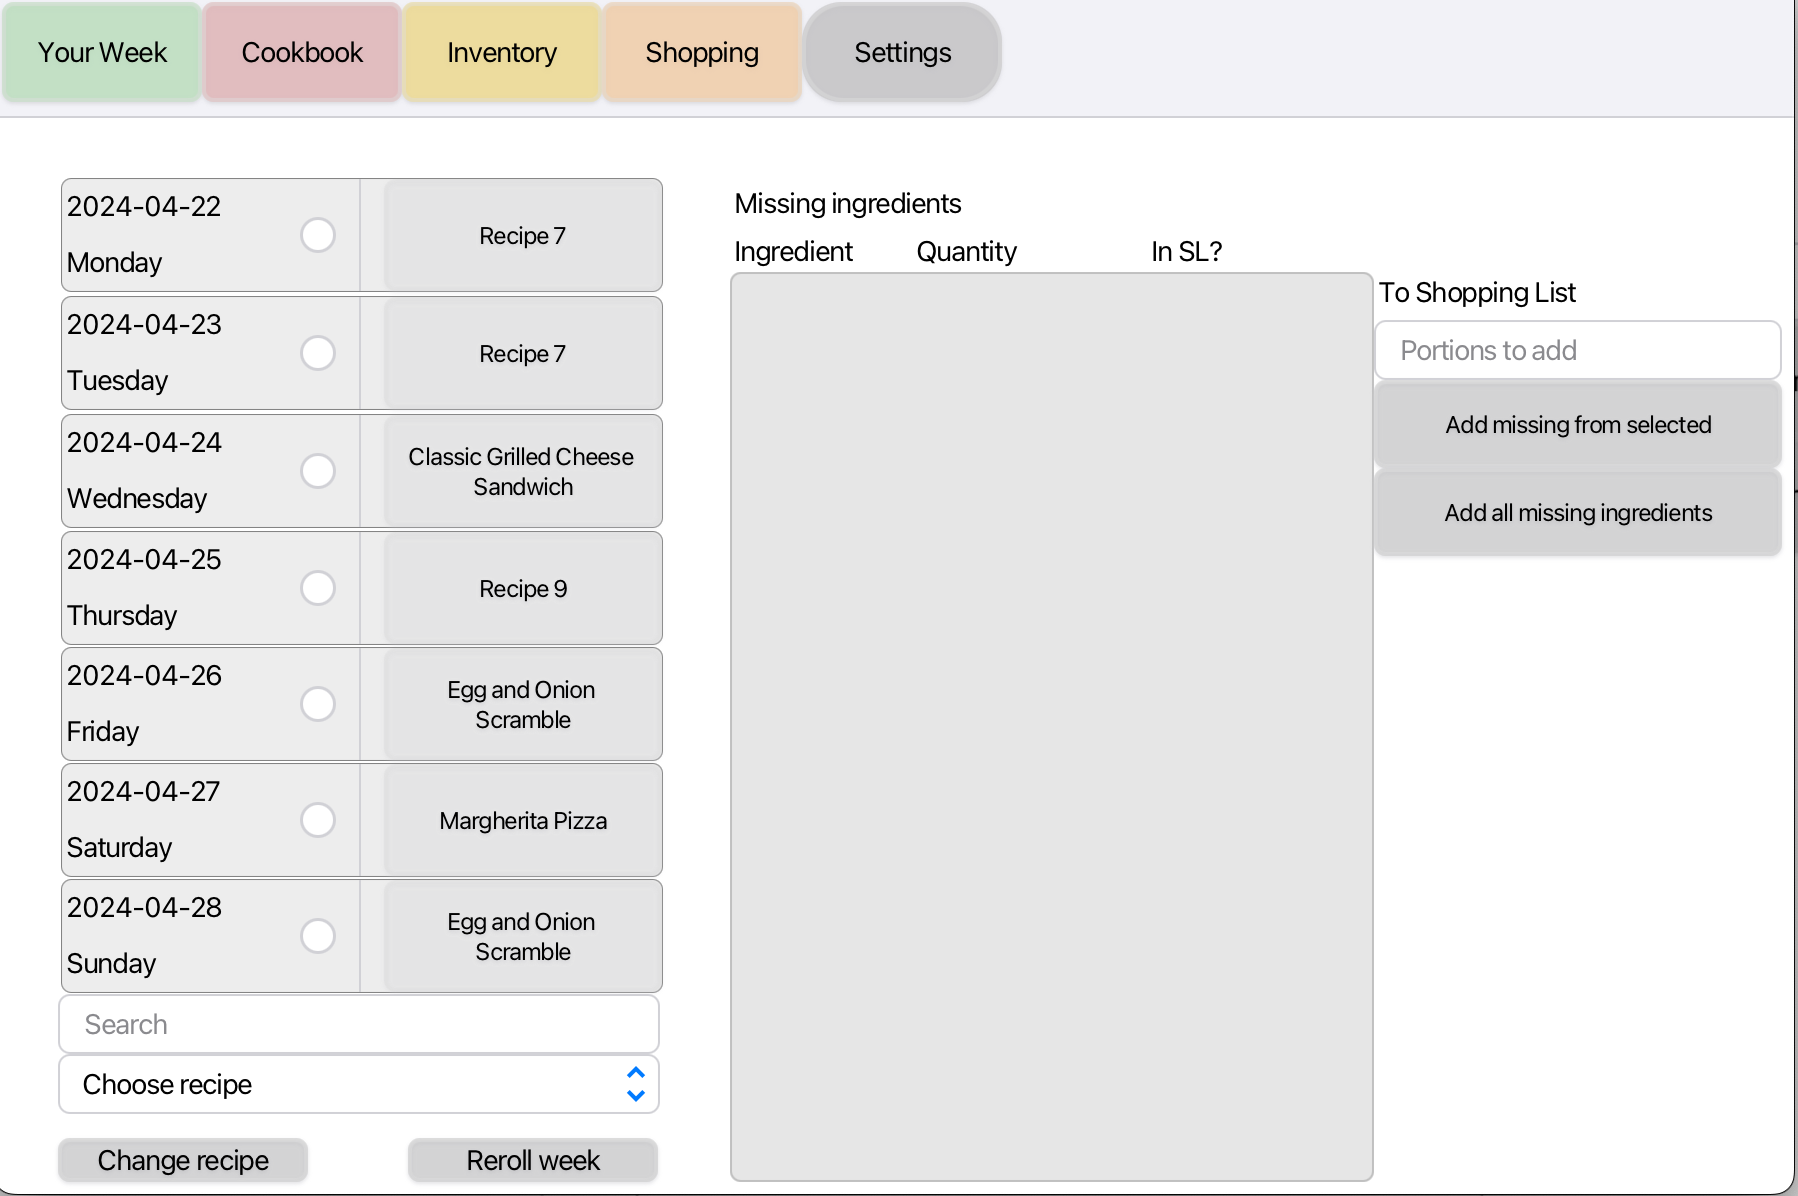 Your Week
Cookbook
Inventory
Shopping
Settings
2024-04-22
Monday
Recipe 7
2024-04-23
Tuesday
Recipe 7
2024-04-24
Wednesday
Classic Grilled Cheese
Sandwich
2024-04-25
Thursday
Recipe 9
2024-04-26
Friday
Egg and Onion
Scramble
2024-04-27
Saturday
Margherita Pizza
2024-04-28
Sunday
Egg and Onion
Scramble
Search
Choose recipe
Change recipe
Reroll week
Missing ingredients
Ingredient
Quantity
In SL?
To Shopping List
Portions to add
Add missing from selected
Add all missing ingredients